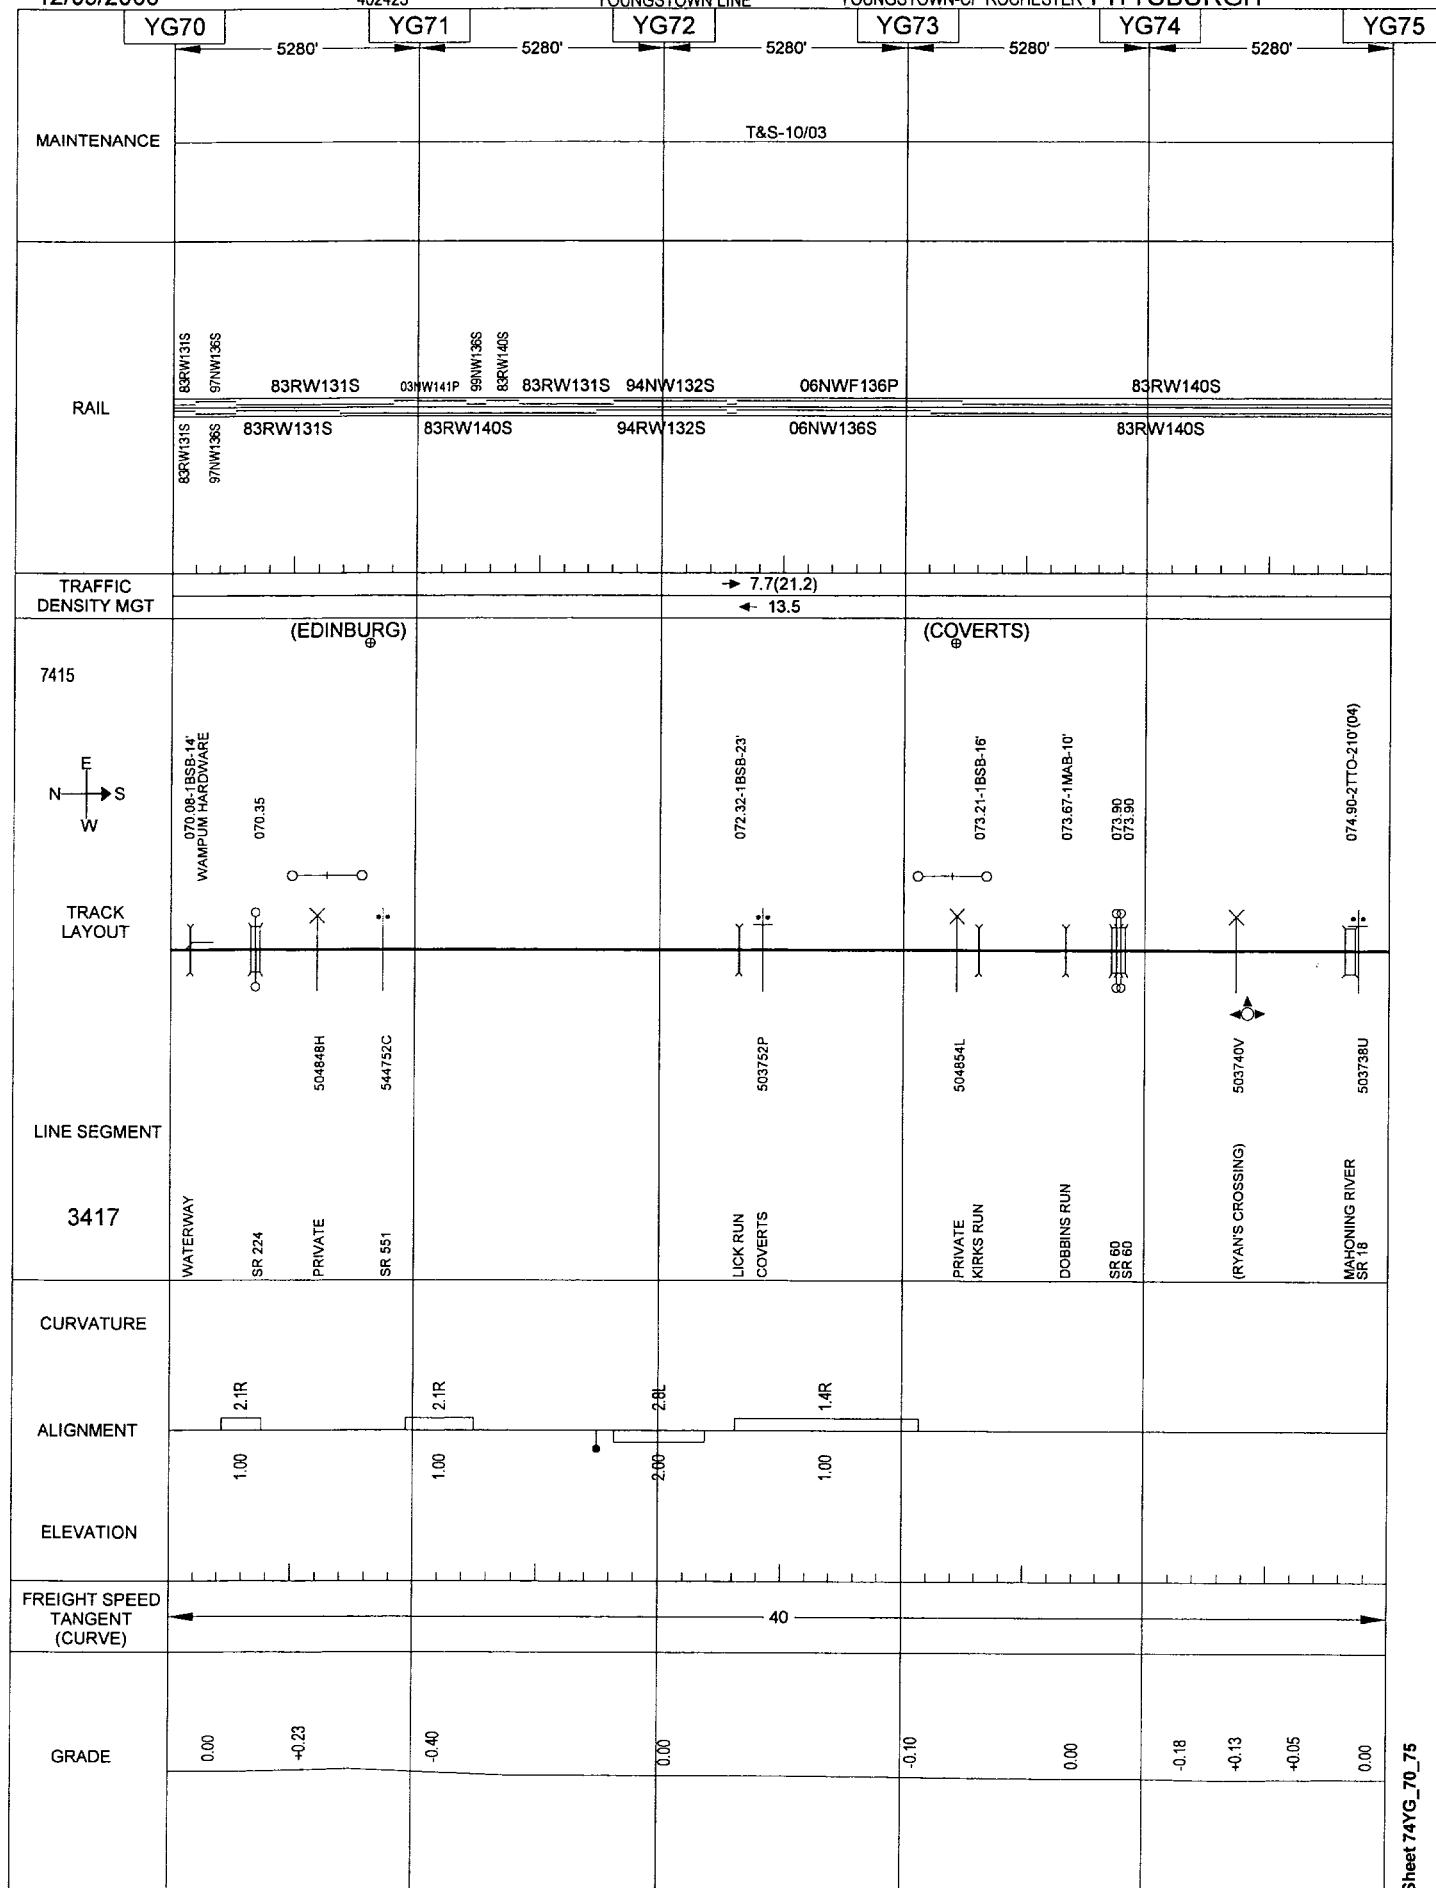 YOUNGSTOWN LINE
PITTSBURGH
YG70 YG71 YG72 YG73 YG74 YG75
5280' 5280' 5280' 5280' 5280'
MAINTENANCE
T&S-10/03
RAIL
83RW131S
97NW136S
83RW131S
03NW141P
99NW136S
83RW140S
83RW131S
94NW132S
06NWF136P
83RW140S
83RW131S
97NW136S
83RW131S
83RW140S
94RW132S
06NW136S
83RW140S
TRAFFIC
DENSITY MGT
7.7(21.2)
13.5
(EDINBURG)
(COVERTS)
7415
E
N S
W
070.08-1BSB-14'
WAMPUM HARDWARE
070.35
072.32-1BSB-23'
073.21-1BSB-16'
073.67-1MAB-10'
073.90
073.90
074.90-2TTO-210'(04)
TRACK
LAYOUT
504848H
544752C
503752P
504854L
503740V
503738U
LINE SEGMENT
3417
WATERWAY
SR 224
PRIVATE
SR 551
LICK RUN
COVERTS
PRIVATE
KIRKS RUN
DOBBINS RUN
SR 60
SR 60
(RYAN'S CROSSING)
MAHONING RIVER
SR 18
CURVATURE
2.1R
2.1R
2.8L
1.4R
ALIGNMENT
1.00
1.00
2.00
1.00
ELEVATION
FREIGHT SPEED
TANGENT
(CURVE)
40
GRADE
0.00
+0.23
-0.40
0.00
-0.10
0.00
-0.18
+0.13
+0.05
0.00
Sheet 74YG_70_75